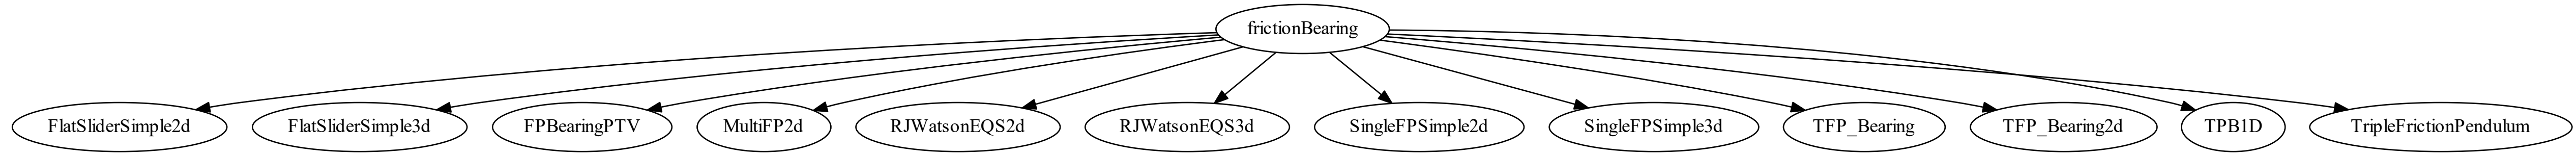 frictionBearing
FlatSliderSimple2d
FlatSliderSimple3d
FPBearingPTV
MultiFP2d
RJWatsonEQS2d
RJWatsonEQS3d
SingleFPSimple2d
SingleFPSimple3d
TFP_Bearing
TFP_Bearing2d
TPB1D
TripleFrictionPendulum